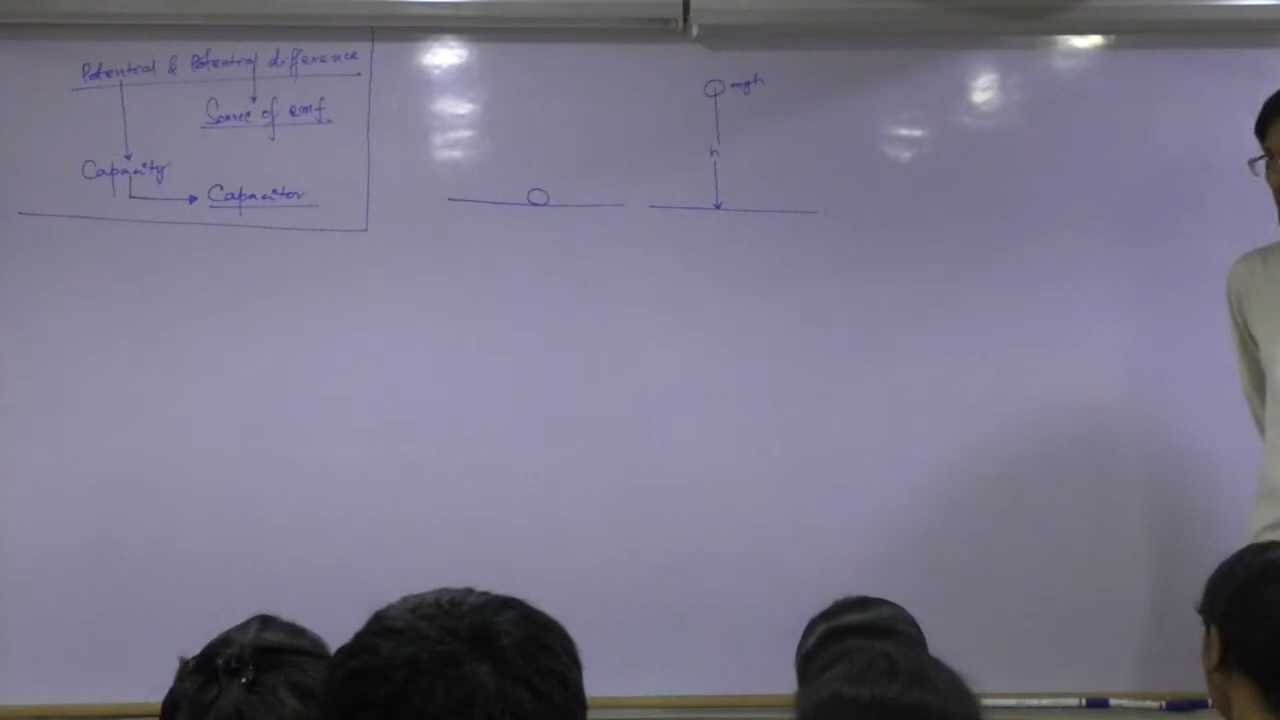 Potential & Potential difference
Source of emf
Capacity
Capacitor
mgh
h